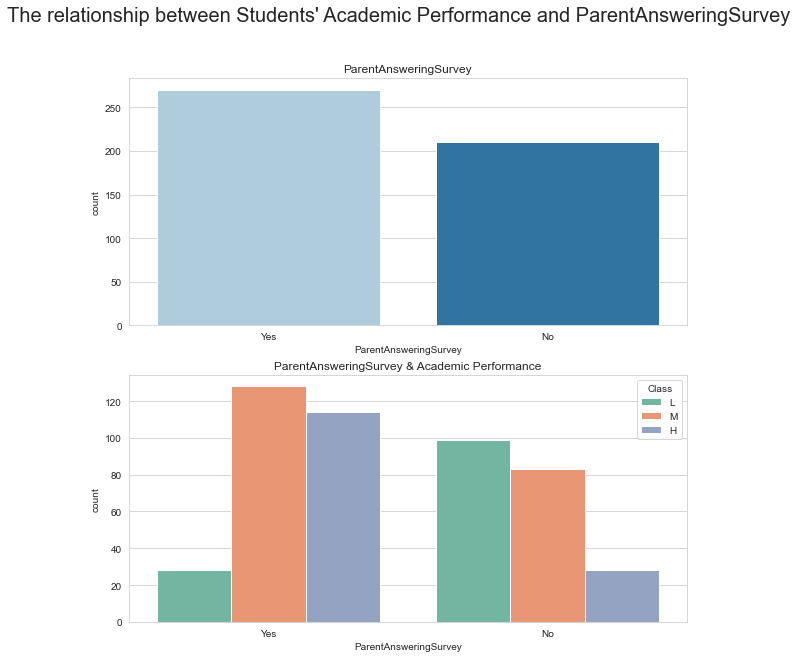 The relationship between Students' Academic Performance and ParentAnsweringSurvey
ParentAnsweringSurvey
250
200
150
100
50
0
count
Yes No
ParentAnsweringSurvey
ParentAnsweringSurvey & Academic Performance
120
100
80
60
40
20
0
count
Class
L
M
H
Yes No
ParentAnsweringSurvey